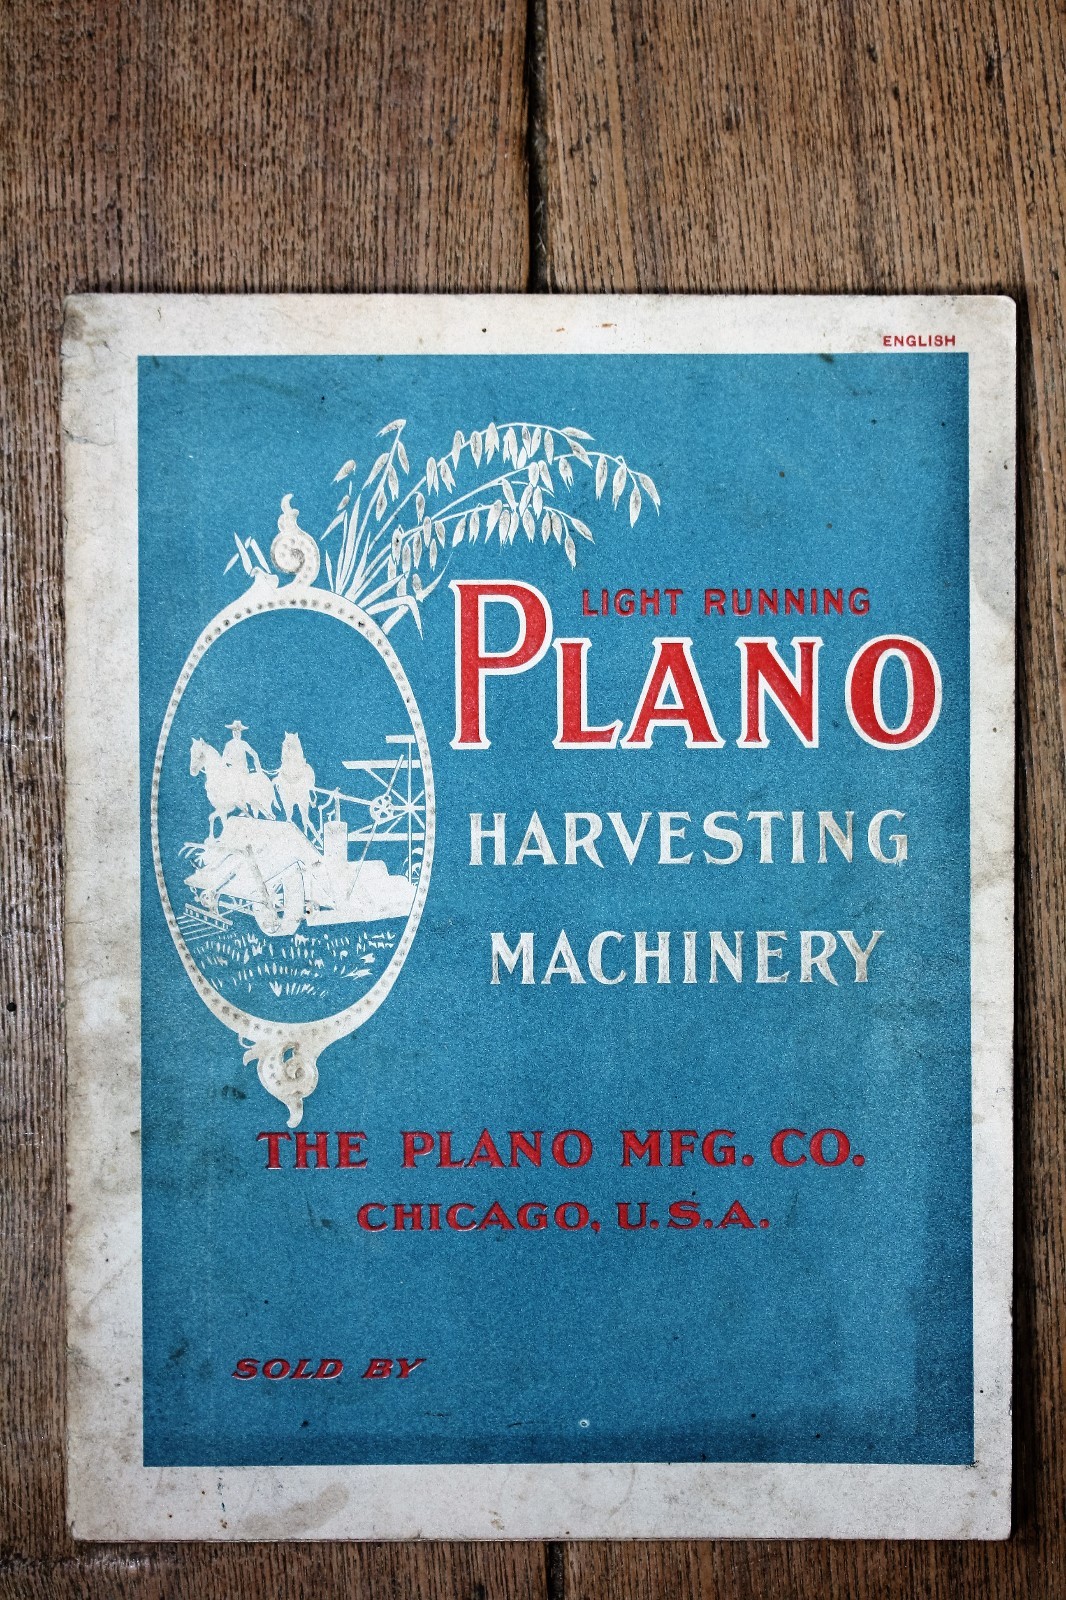 ENGLISH
LIGHT RUNNING
PLANO
HARVESTING
MACHINERY
THE PLANO MFG. CO.
CHICAGO, U.S.A.
SOLD BY